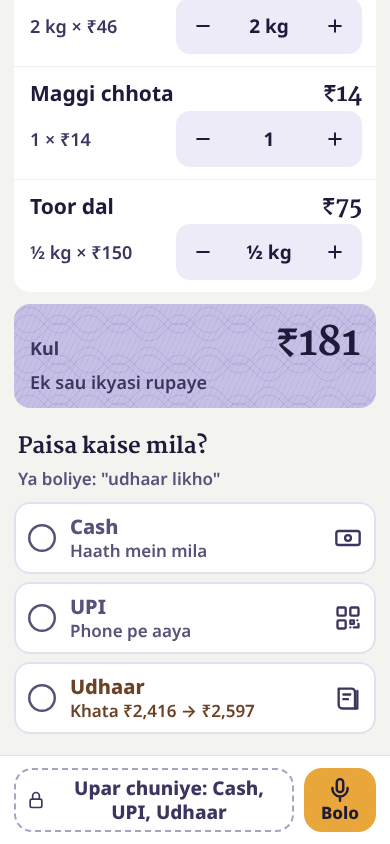 2 kg × ₹46
− 2 kg +
Maggi chhota ₹14
1 × ₹14
− 1 +
Toor dal ₹75
½ kg × ₹150
− ½ kg +
Kul ₹181
Ek sau ikyasi rupaye
Paisa kaise mila?
Ya boliye: "udhaar likho"
Cash
Haath mein mila
UPI
Phone pe aaya
Udhaar
Khata ₹2,416 → ₹2,597
Upar chuniye: Cash,
UPI, Udhaar
Bolo